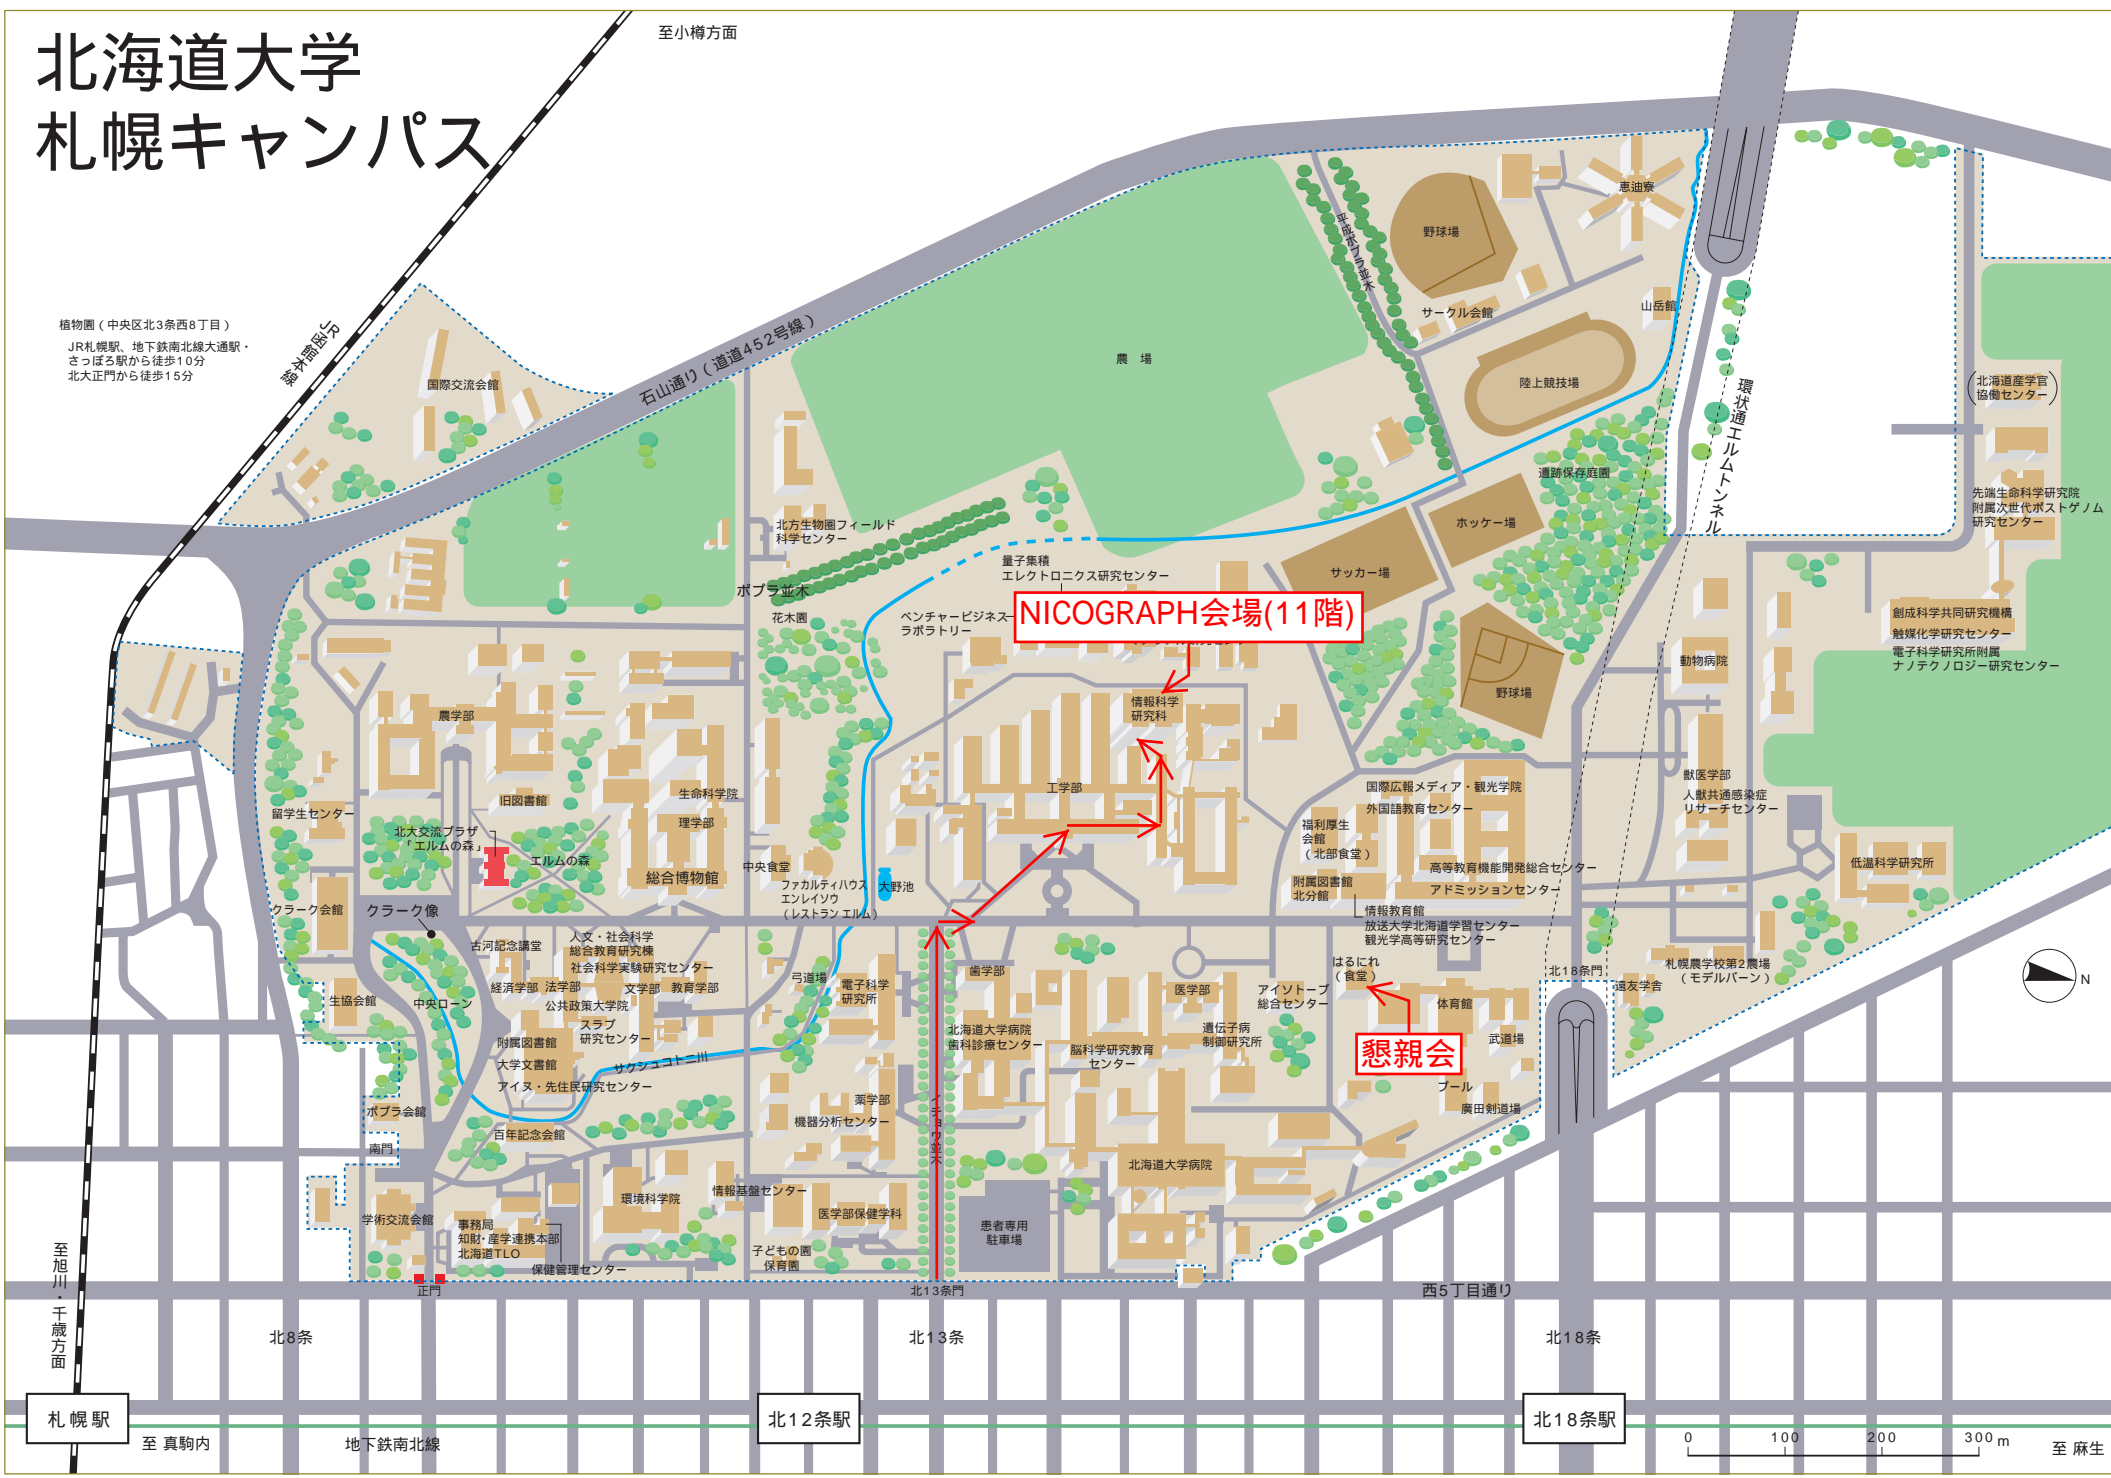 北海道大学
札幌キャンパス
至小樽方面
植物園（中央区北3条西8丁目）
JR札幌駅、地下鉄南北線大通駅・
さっぽろ駅から徒歩10分
北大正門から徒歩15分
JR函館本線
国際交流会館
石山通り（道道452号線）
農　場
平成ポプラ並木
野球場
恵迪寮
サークル会館
山岳館
陸上競技場
環状通エルムトンネル
遺跡保存庭園
ホッケー場
サッカー場
（北海道産学官
協働センター）
先端生命科学研究院
附属次世代ポストゲノム
研究センター
北方生物圏フィールド
科学センター
ポプラ並木
花木園
量子集積
エレクトロニクス研究センター
ベンチャービジネス
ラボラトリー
NICOGRAPH会場(11階)
創成科学共同研究機構
触媒化学研究センター
電子科学研究所附属
ナノテクノロジー研究センター
動物病院
野球場
情報科学
研究科
農学部
旧図書館
生命科学院
理学部
工学部
留学生センター
北大交流プラザ
「エルムの森」
エルムの森
総合博物館
中央食堂
ファカルティハウス
エンレイソウ
（レストラン エルム）
大野池
国際広報メディア・観光学院
外国語教育センター
福利厚生
会館
（北部食堂）
高等教育機能開発総合センター
アドミッションセンター
附属図書館
北分館
情報教育館
放送大学北海道学習センター
観光学高等研究センター
獣医学部
人獣共通感染症
リサーチセンター
低温科学研究所
クラーク会館
クラーク像
古河記念講堂
人文・社会科学
総合教育研究棟
社会科学実験研究センター
経済学部
法学部
文学部
教育学部
公共政策大学院
スラブ
研究センター
附属図書館
大学文書館
アイヌ・先住民研究センター
サクシュコトニ川
中央ローン
生協会館
弓道場
電子科学
研究所
歯学部
北海道大学病院
歯科診療センター
医学部
脳科学研究教育
センター
遺伝子病
制御研究所
アイソトープ
総合センター
はるにれ
（食堂）
体育館
武道場
懇親会
プール
廣田剣道場
北18条門
遠友学舎
札幌農学校第2農場
（モデルバーン）
N
ポプラ会館
南門
百年記念会館
薬学部
機器分析センター
イチョウ並木
北海道大学病院
環境科学院
情報基盤センター
医学部保健学科
患者専用
駐車場
学術交流会館
事務局
知財・産学連携本部
北海道TLO
保健管理センター
子どもの園
保育園
正門
北13条門
西5丁目通り
至旭川・千歳方面
北8条
北13条
北18条
札幌駅
北12条駅
北18条駅
至 真駒内
地下鉄南北線
0 100 200 300 m
至 麻生